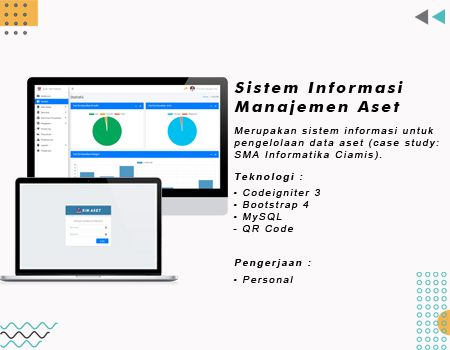 Sistem Informasi
Manajemen Aset
Merupakan sistem informasi untuk
pengelolaan data aset (case study:
SMA Informatika Ciamis).
Teknologi :
• Codeigniter 3
• Bootstrap 4
• MySQL
- QR Code
Pengerjaan :
• Personal
Statistik
SIM ASET